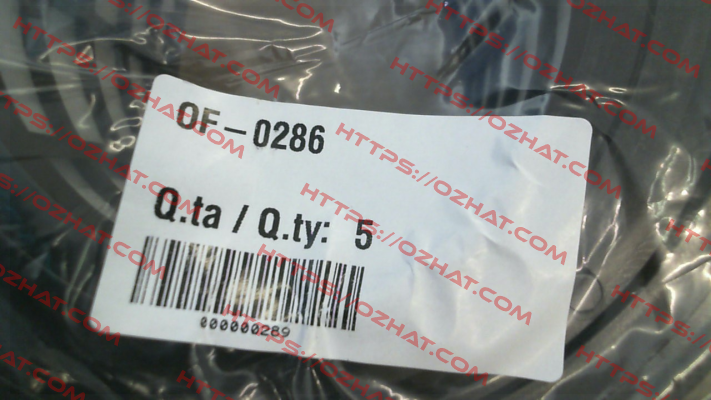 OF-0286
Q.ta / Q.ty: 5
000000289
HTTPS://OZHAT.COM